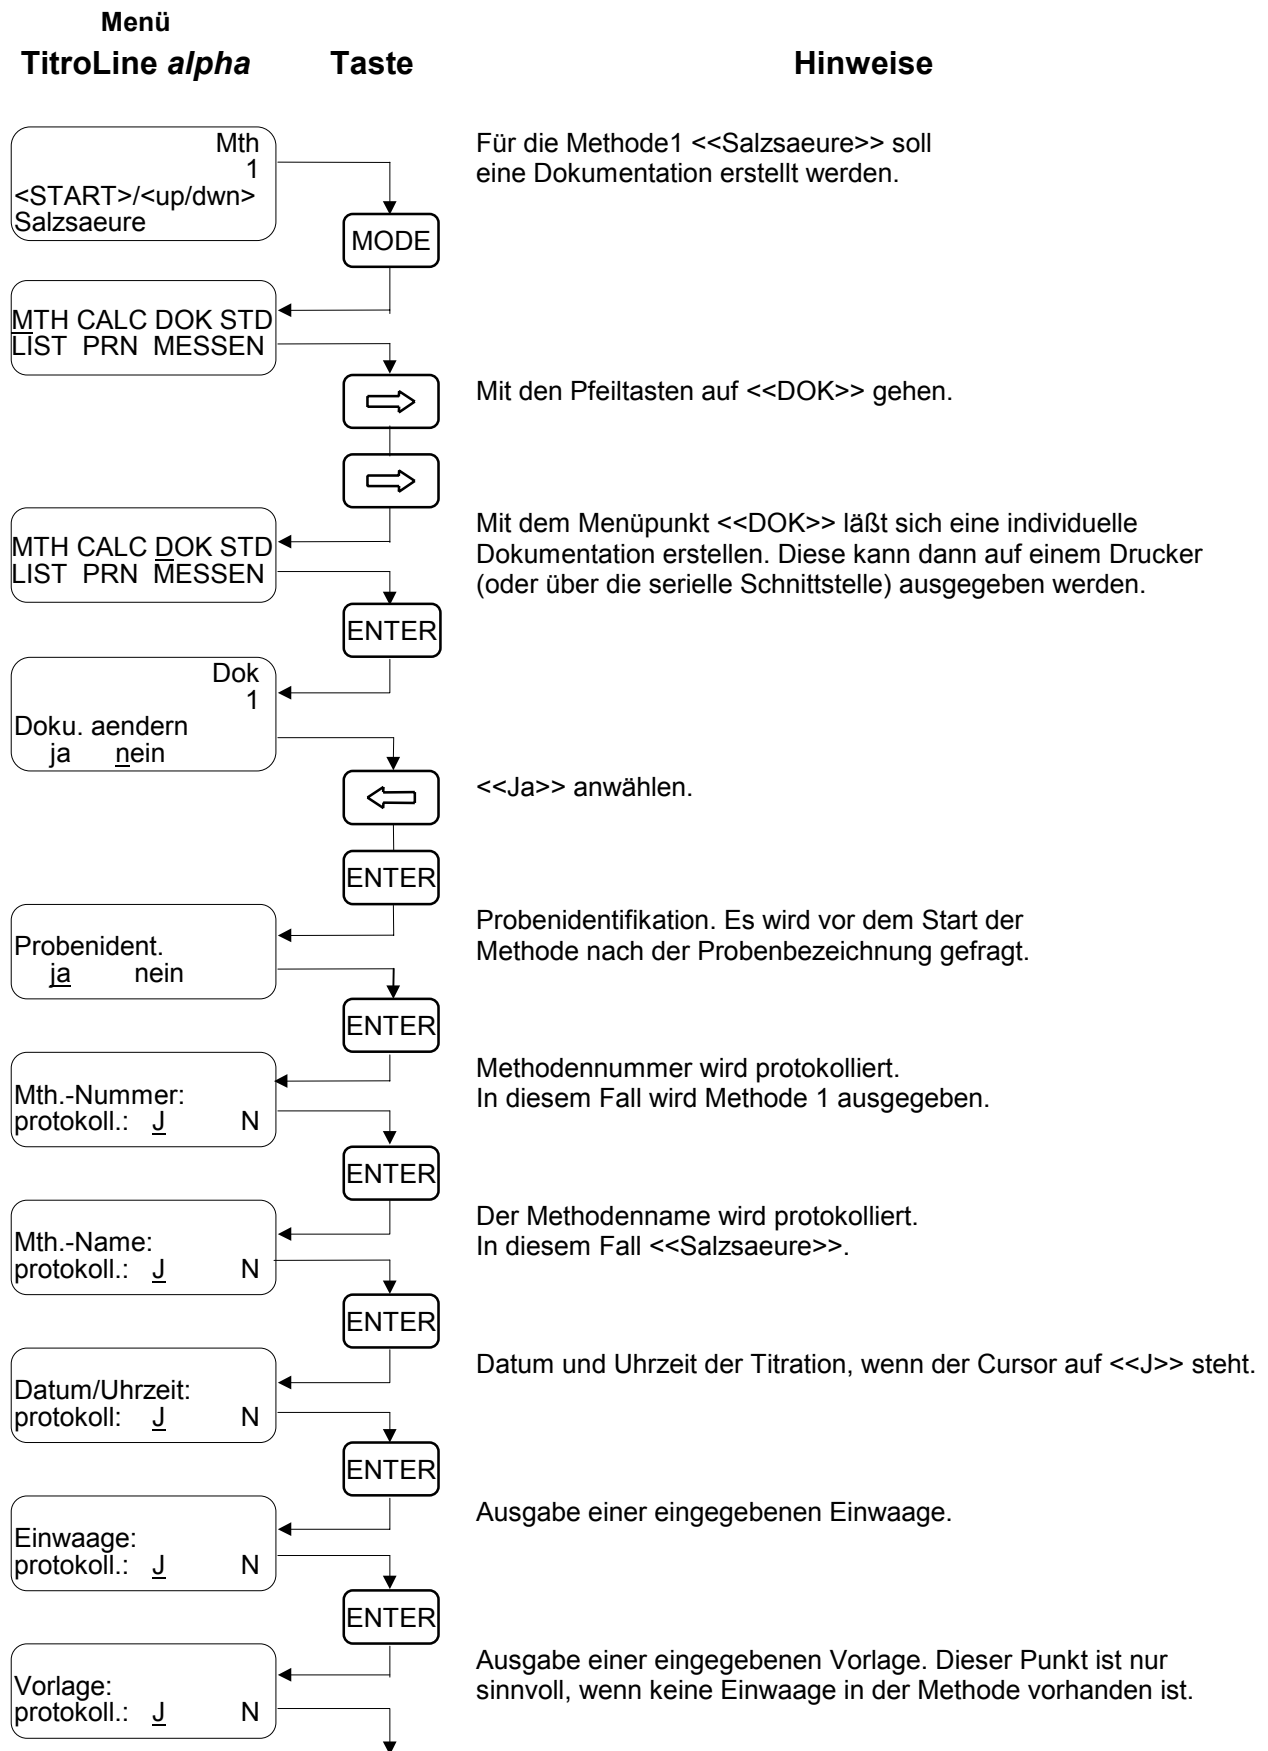 Menü
TitroLine alpha Taste Hinweise
Mth
1
<START>/<up/dwn>
Salzsaeure
Für die Methode1 <<Salzsaeure>> soll
eine Dokumentation erstellt werden.
MODE
MTH CALC DOK STD
LIST PRN MESSEN
Mit den Pfeiltasten auf <<DOK>> gehen.
MTH CALC DOK STD
LIST PRN MESSEN
Mit dem Menüpunkt <<DOK>> läßt sich eine individuelle
Dokumentation erstellen. Diese kann dann auf einem Drucker
(oder über die serielle Schnittstelle) ausgegeben werden.
ENTER
Dok
1
Doku. aendern
ja nein
<<Ja>> anwählen.
ENTER
Probenident.
ja nein
Probenidentifikation. Es wird vor dem Start der
Methode nach der Probenbezeichnung gefragt.
ENTER
Mth.-Nummer:
protokoll.: J N
Methodennummer wird protokolliert.
In diesem Fall wird Methode 1 ausgegeben.
ENTER
Mth.-Name:
protokoll.: J N
Der Methodenname wird protokolliert.
In diesem Fall <<Salzsaeure>>.
ENTER
Datum/Uhrzeit:
protokoll: J N
Datum und Uhrzeit der Titration, wenn der Cursor auf <<J>> steht.
ENTER
Einwaage:
protokoll.: J N
Ausgabe einer eingegebenen Einwaage.
ENTER
Vorlage:
protokoll.: J N
Ausgabe einer eingegebenen Vorlage. Dieser Punkt ist nur
sinnvoll, wenn keine Einwaage in der Methode vorhanden ist.